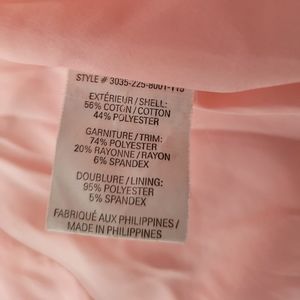 STYLE # 3035-225-8001-115
EXTÉRIEUR / SHELL:
56% COTON / COTTON
44% POLYESTER
GARNITURE / TRIM:
74% POLYESTER
20% RAYONNE / RAYON
6% SPANDEX
DOUBLURE / LINING:
95% POLYESTER
5% SPANDEX
FABRIQUÉ AUX PHILIPPINES /
MADE IN PHILIPPINES